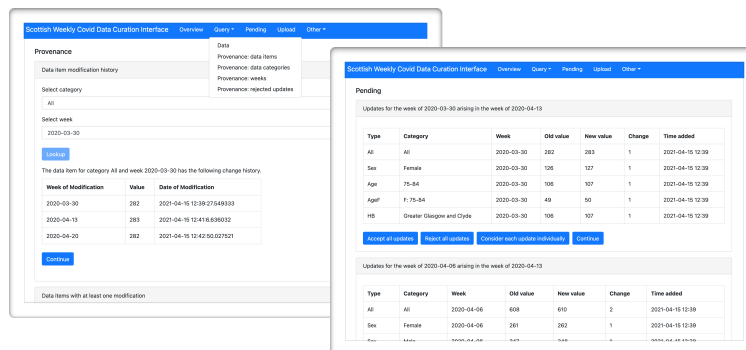 Scottish Weekly Covid Data Curation Interface Overview Query Pending Upload Other
Data
Provenance: data items
Provenance: data categories
Provenance: weeks
Provenance: rejected updates
Provenance
Data item modification history
Select category
All
Select week
2020-03-30
Lookup
The data item for category All and week 2020-03-30 has the following change history.
Week of Modification Value Date of Modification
2020-03-30 282 2021-04-15 12:39:27.549333
2020-04-13 283 2021-04-15 12:41:6.636032
2020-04-20 282 2021-04-15 12:42:50.027521
Continue
Data items with at least one modification
Scottish Weekly Covid Data Curation Interface Overview Query Pending Upload Other
Pending
Updates for the week of 2020-03-30 arising in the week of 2020-04-13
Type Category Week Old value New value Change Time added
All All 2020-03-30 282 283 1 2021-04-15 12:39
Sex Female 2020-03-30 126 127 1 2021-04-15 12:39
Age 75-84 2020-03-30 106 107 1 2021-04-15 12:39
AgeF F: 75-84 2020-03-30 49 50 1 2021-04-15 12:39
HB Greater Glasgow and Clyde 2020-03-30 106 107 1 2021-04-15 12:39
Accept all updates Reject all updates Consider each update individually Continue
Updates for the week of 2020-04-06 arising in the week of 2020-04-13
Type Category Week Old value New value Change Time added
All All 2020-04-06 608 610 2 2021-04-15 12:39
Sex Female 2020-04-06 261 262 1 2021-04-15 12:39